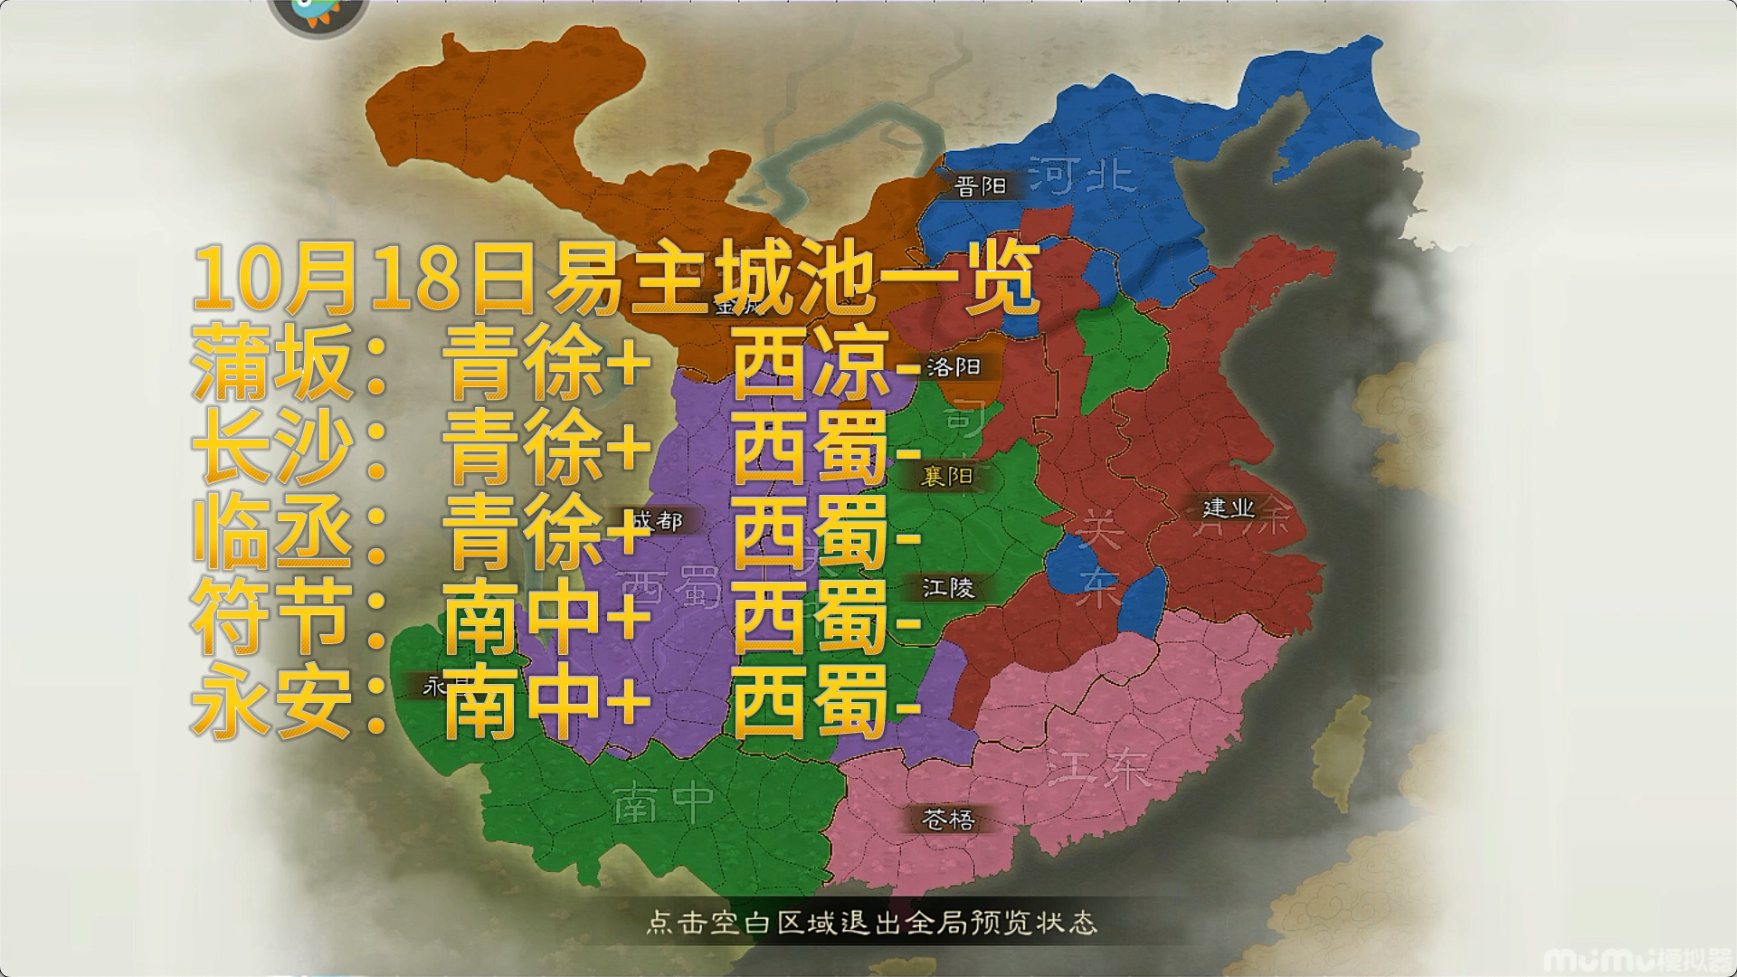 河北
晋阳
10月18日易主城池一览
蒲坂：青徐+ 西凉-
洛阳
司
长沙：青徐+ 西蜀-
襄阳
临丞：青徐+ 西蜀-
成都
建业
关东
西蜀
江陵
符节：南中+ 西蜀-
永安：南中+ 西蜀-
江东
南中
苍梧
点击空白区域退出全局预览状态
MuMu模拟器